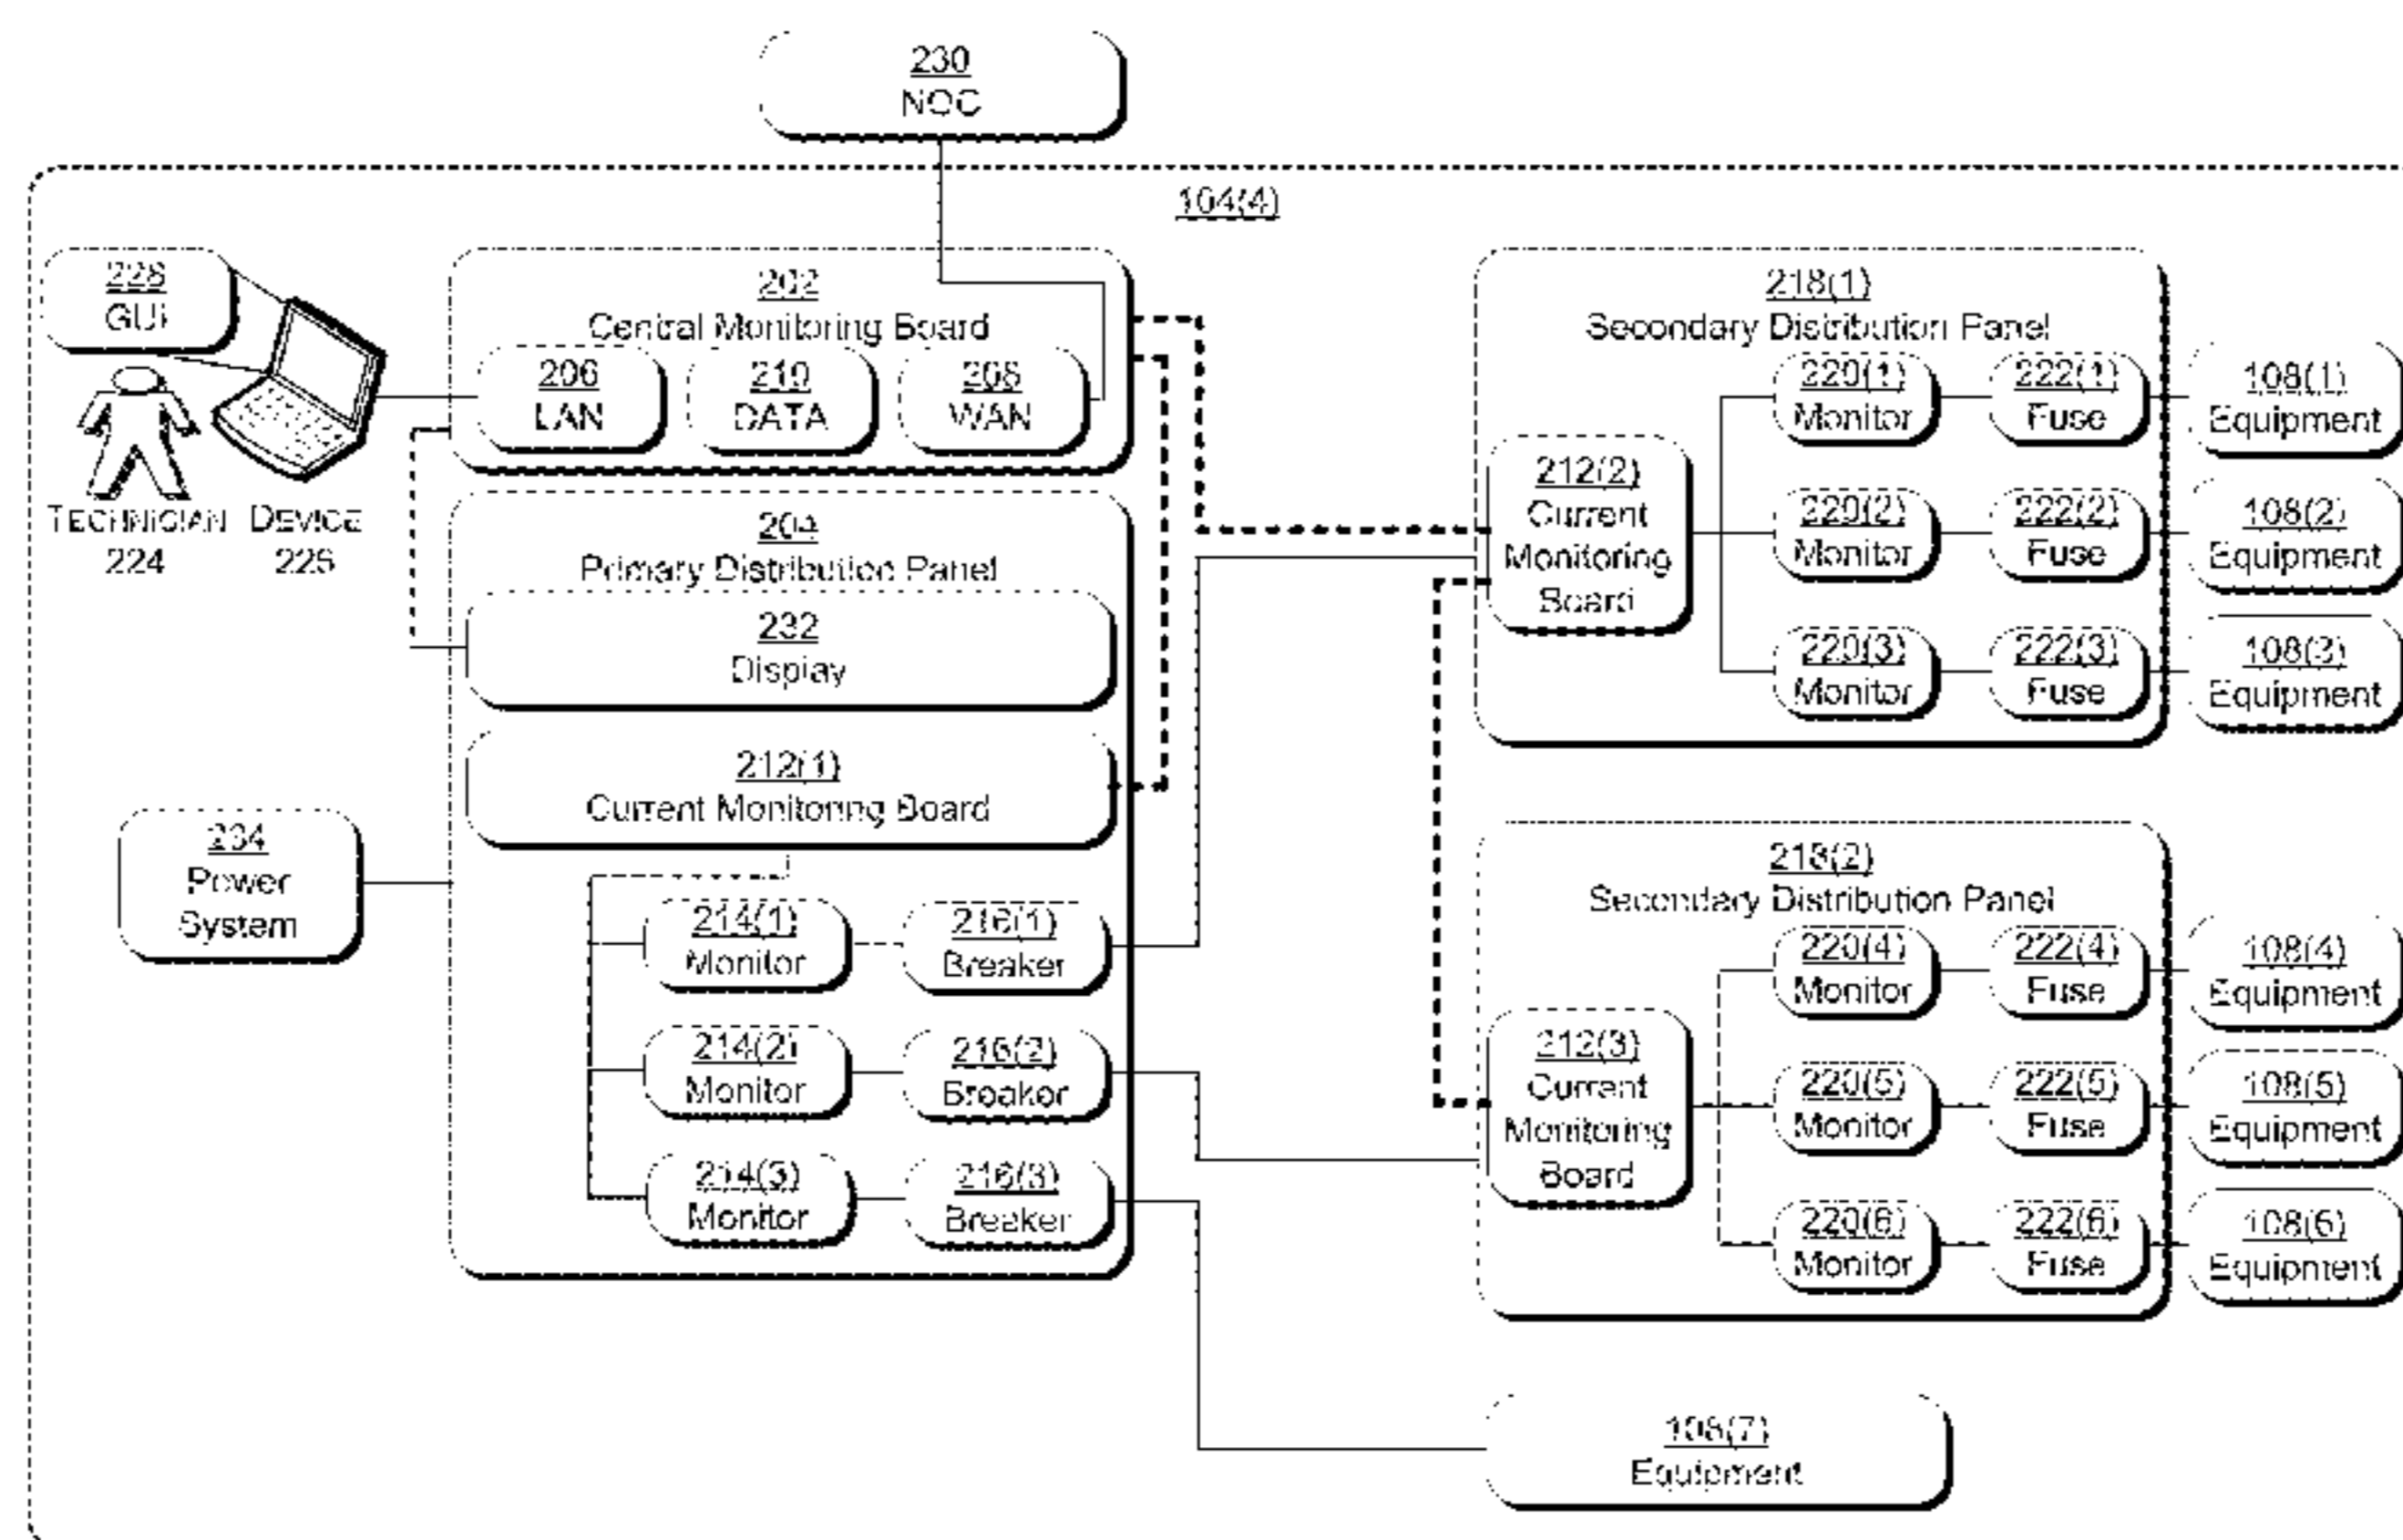 230
NOC
104(4)
228
GUI
TECHNICIAN
224
DEVICE
226
202
Central Monitoring Board
206
LAN
210
DATA
208
WAN
204
Primary Distribution Panel
232
Display
212(1)
Current Monitoring Board
234
Power
System
214(1)
Monitor
216(1)
Breaker
214(2)
Monitor
216(2)
Breaker
214(3)
Monitor
216(3)
Breaker
218(1)
Secondary Distribution Panel
212(2)
Current
Monitoring
Board
220(1)
Monitor
222(1)
Fuse
108(1)
Equipment
220(2)
Monitor
222(2)
Fuse
108(2)
Equipment
220(3)
Monitor
222(3)
Fuse
108(3)
Equipment
218(2)
Secondary Distribution Panel
212(3)
Current
Monitoring
Board
220(4)
Monitor
222(4)
Fuse
108(4)
Equipment
220(5)
Monitor
222(5)
Fuse
108(5)
Equipment
220(6)
Monitor
222(6)
Fuse
108(6)
Equipment
108(7)
Equipment